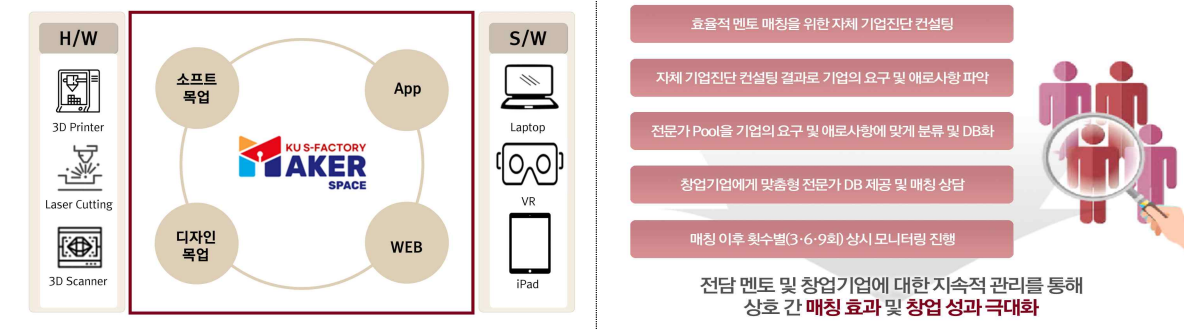 H/W
3D Printer
Laser Cutting
3D Scanner
소프트
목업
App
KU S-FACTORY
MAKER
SPACE
디자인
목업
WEB
S/W
Laptop
VR
iPad
효율적 멘토 매칭을 위한 자체 기업진단 컨설팅
자체 기업진단 컨설팅 결과로 기업의 요구 및 애로사항 파악
전문가 Pool을 기업의 요구 및 애로사항에 맞게 분류 및 DB화
창업기업에게 맞춤형 전문가 DB 제공 및 매칭 상담
매칭 이후 횟수별(3·6·9회) 상시 모니터링 진행
전담 멘토 및 창업기업에 대한 지속적 관리를 통해
상호 간 매칭 효과 및 창업 성과 극대화